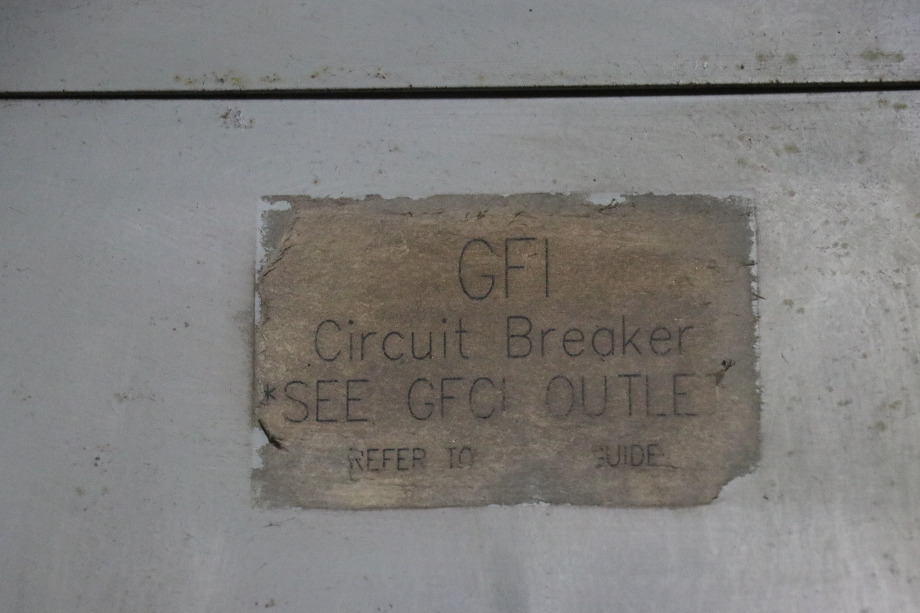 GFI
Circuit Breaker
*SEE GFCI OUTLET
REFER TO GUIDE